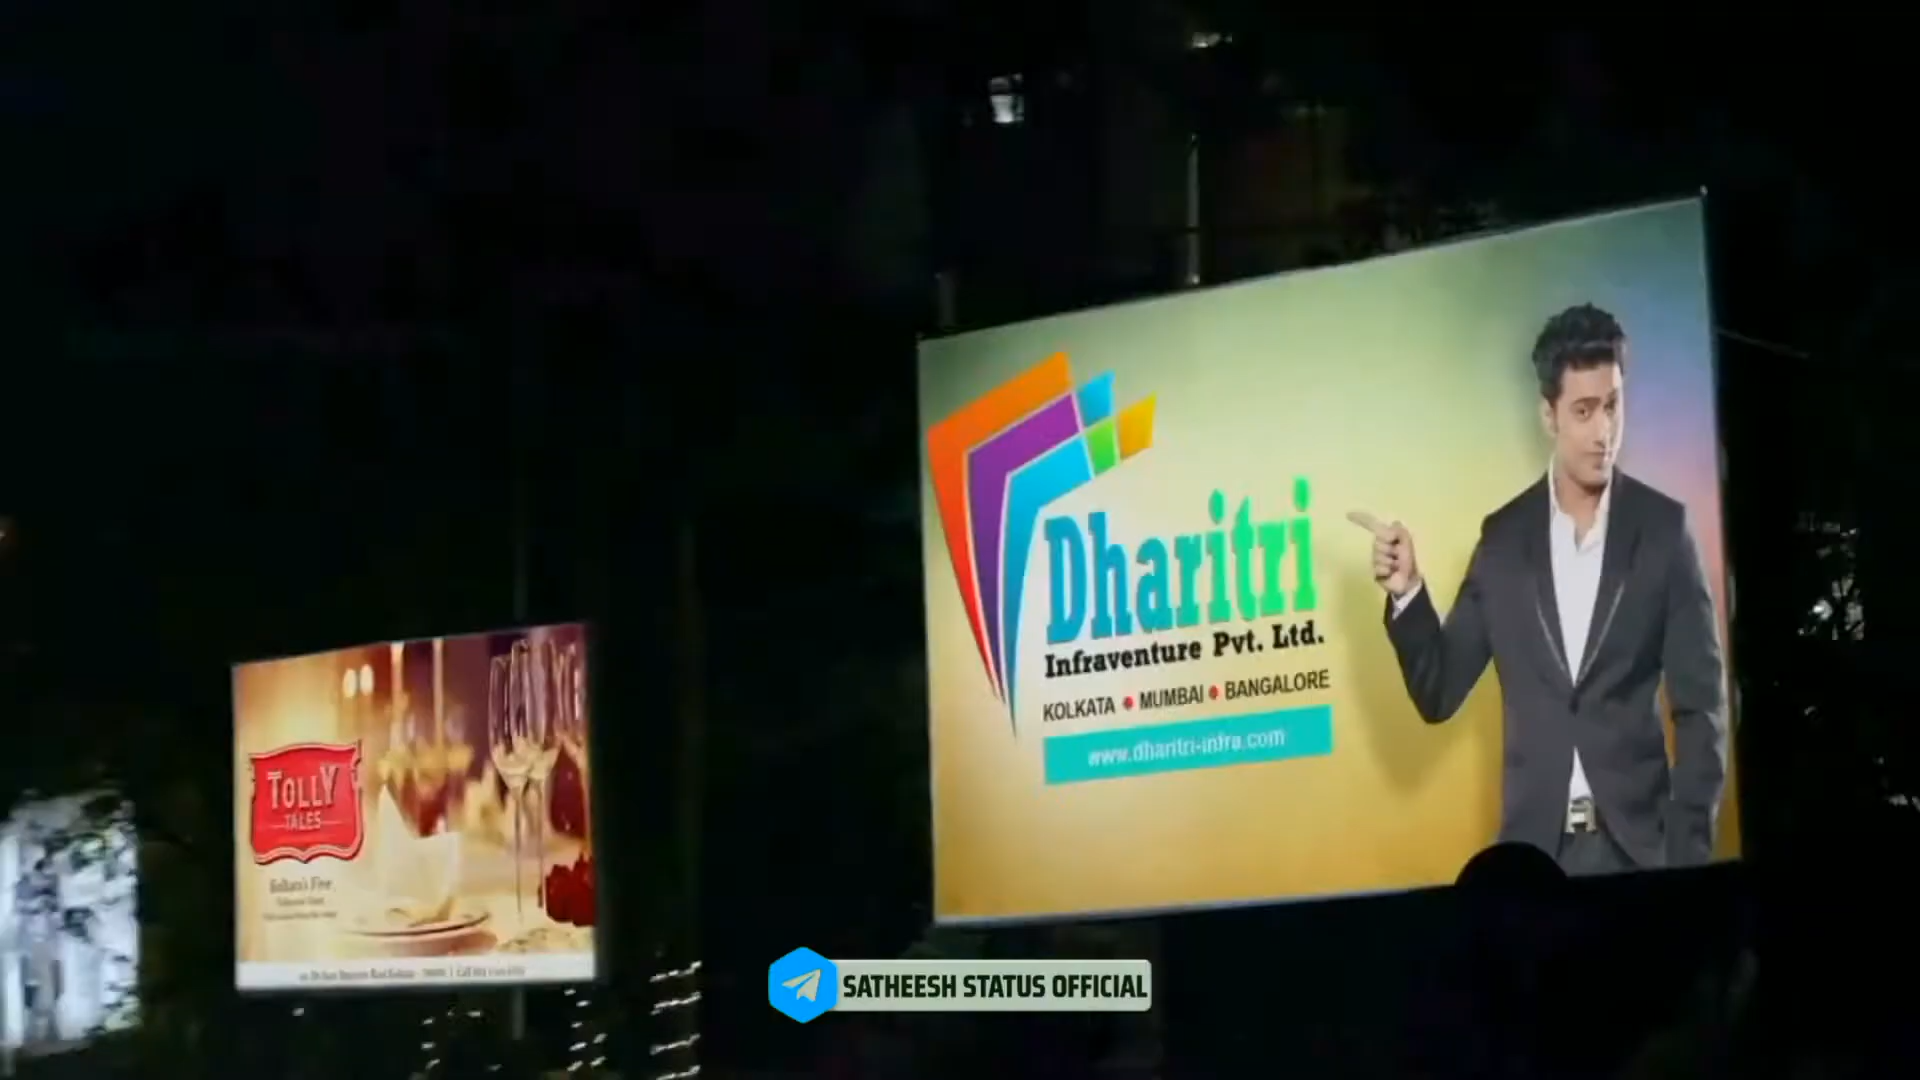 Dharitri
Infraventure Pvt. Ltd.
KOLKATA • MUMBAI • BANGALORE
www.dharitri-infra.com
TOLLY
TALES
SATHEESH STATUS OFFICIAL